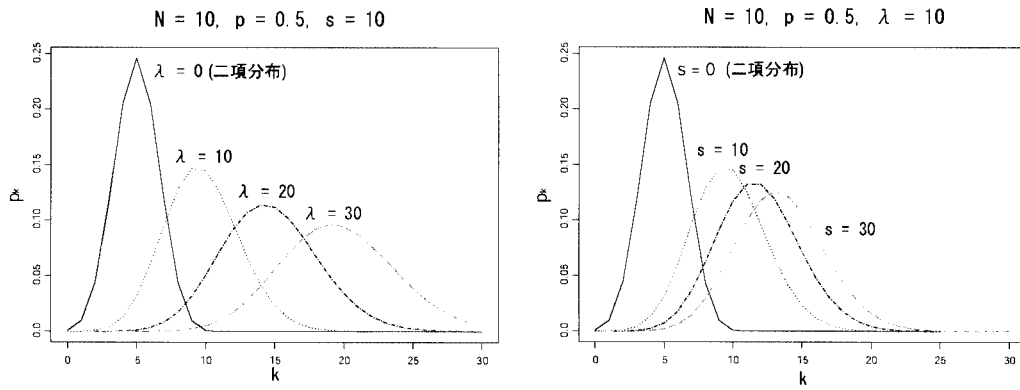 N = 10, p = 0.5, s = 10
0.25
0.20
0.15
0.10
0.05
0.0
pk
λ = 0 (二項分布)
λ = 10
λ = 20
λ = 30
0 5 10 15 20 25 30
k
N = 10, p = 0.5, λ = 10
0.25
0.20
0.15
0.10
0.05
0.0
pk
s = 0 (二項分布)
s = 10
s = 20
s = 30
0 5 10 15 20 25 30
k